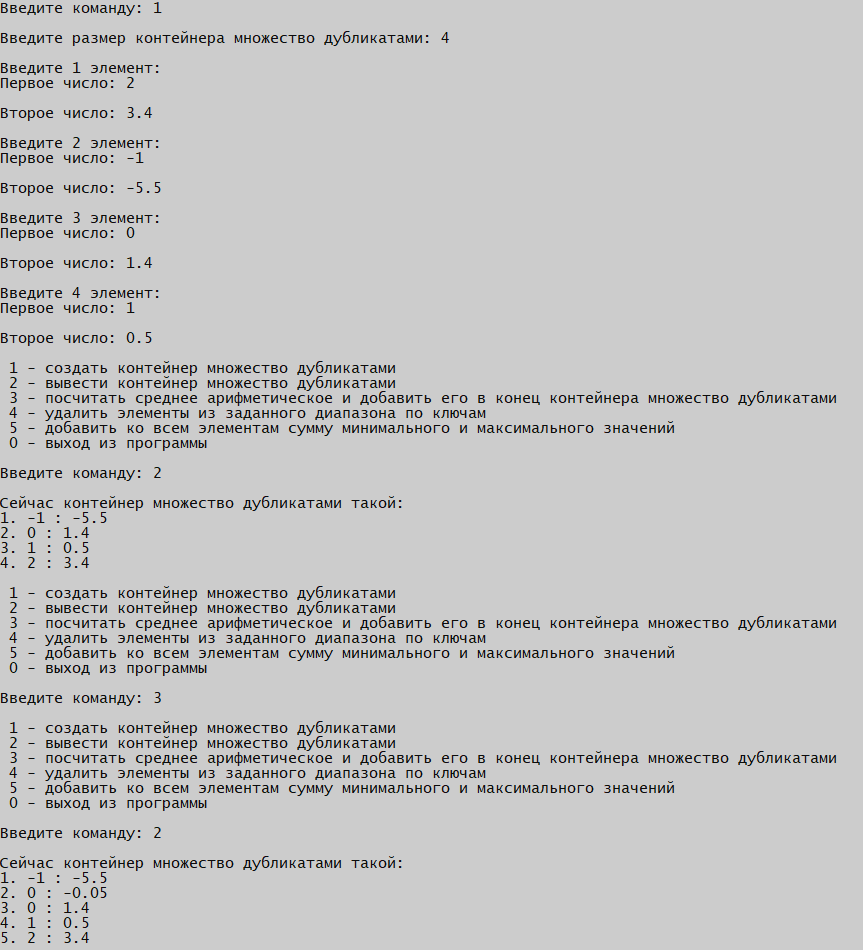 Введите команду: 1
Введите размер контейнера множество дубликатами: 4
Введите 1 элемент:
Первое число: 2
Второе число: 3.4
Введите 2 элемент:
Первое число: -1
Второе число: -5.5
Введите 3 элемент:
Первое число: 0
Второе число: 1.4
Введите 4 элемент:
Первое число: 1
Второе число: 0.5
1 - создать контейнер множество дубликатами
2 - вывести контейнер множество дубликатами
3 - посчитать среднее арифметическое и добавить его в конец контейнера множество дубликатами
4 - удалить элементы из заданного диапазона по ключам
5 - добавить ко всем элементам сумму минимального и максимального значений
0 - выход из программы
Введите команду: 2
Сейчас контейнер множество дубликатами такой:
1. -1 : -5.5
2. 0 : 1.4
3. 1 : 0.5
4. 2 : 3.4
1 - создать контейнер множество дубликатами
2 - вывести контейнер множество дубликатами
3 - посчитать среднее арифметическое и добавить его в конец контейнера множество дубликатами
4 - удалить элементы из заданного диапазона по ключам
5 - добавить ко всем элементам сумму минимального и максимального значений
0 - выход из программы
Введите команду: 3
1 - создать контейнер множество дубликатами
2 - вывести контейнер множество дубликатами
3 - посчитать среднее арифметическое и добавить его в конец контейнера множество дубликатами
4 - удалить элементы из заданного диапазона по ключам
5 - добавить ко всем элементам сумму минимального и максимального значений
0 - выход из программы
Введите команду: 2
Сейчас контейнер множество дубликатами такой:
1. -1 : -5.5
2. 0 : -0.05
3. 0 : 1.4
4. 1 : 0.5
5. 2 : 3.4